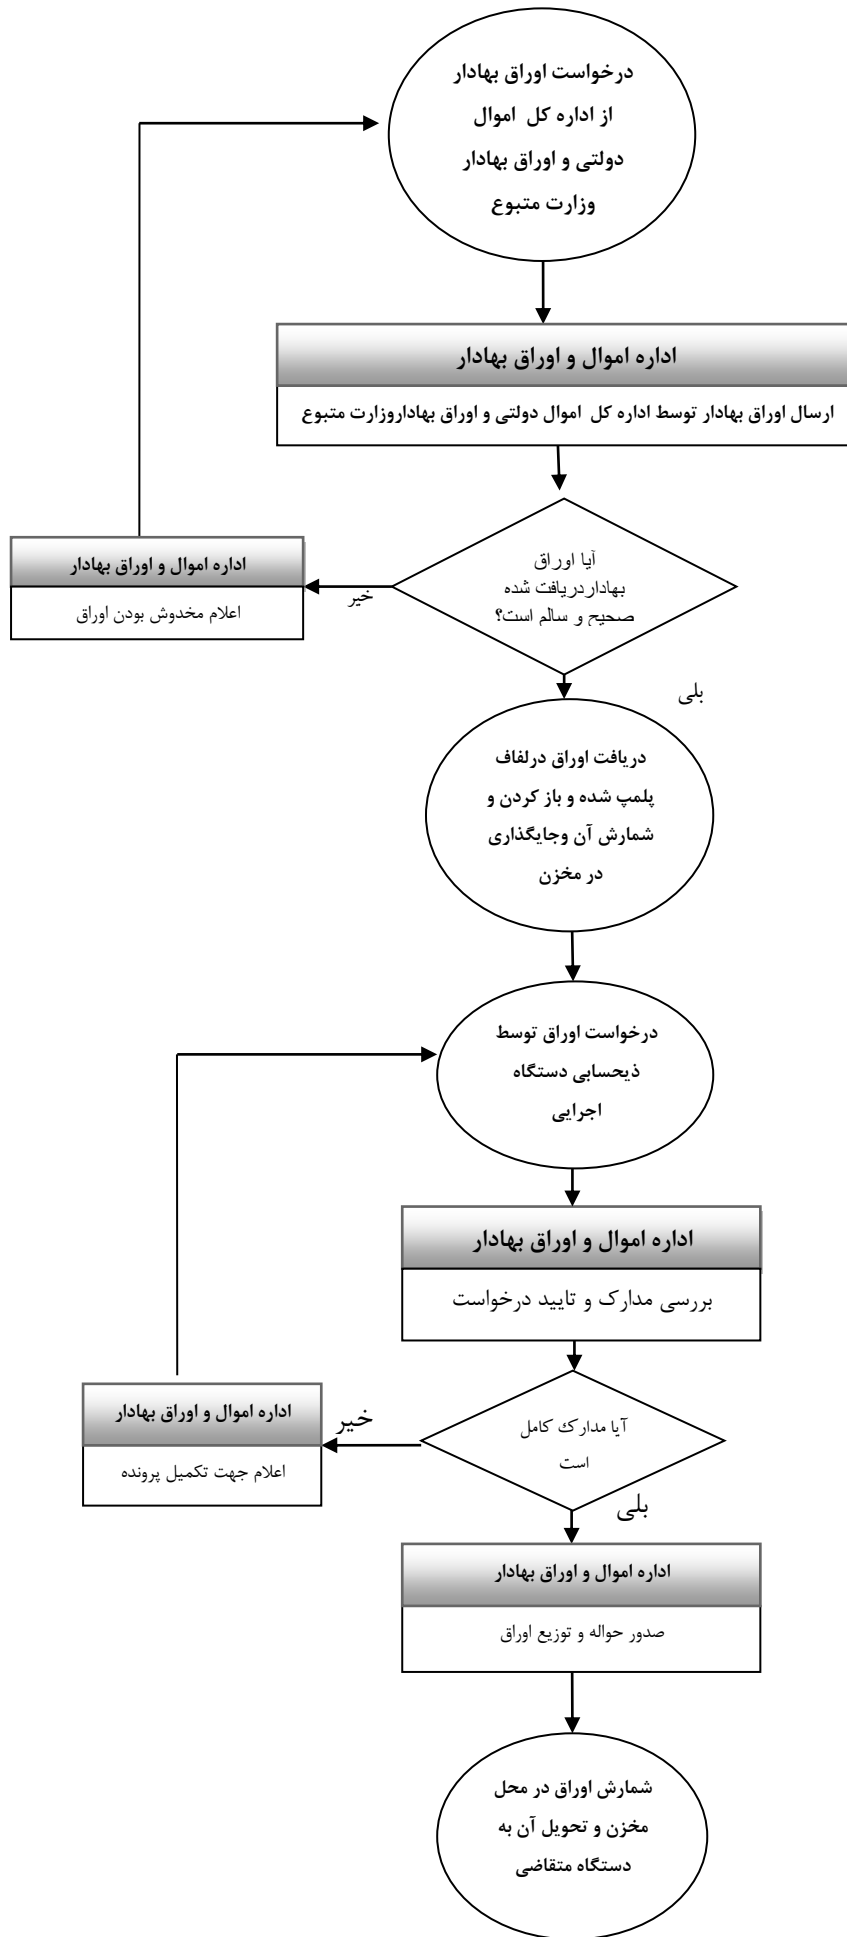 درخواست اوراق بهادار
از اداره کل اموال
دولتی و اوراق بهادار
وزارت متبوع
اداره اموال و اوراق بهادار
ارسال اوراق بهادار توسط اداره کل اموال دولتی و اوراق بهاداروزارت متبوع
آیا اوراق
بهاداردریافت شده
صحیح و سالم است؟
خیر
اداره اموال و اوراق بهادار
اعلام مخدوش بودن اوراق
بلی
دریافت اوراق درلفاف
پلمپ شده و باز کردن و
شمارش آن وجایگذاری
در مخزن
درخواست اوراق توسط
ذیحسابی دستگاه
اجرایی
اداره اموال و اوراق بهادار
بررسی مدارک و تایید درخواست
آیا مدارک کامل
است
خیر
اداره اموال و اوراق بهادار
اعلام جهت تکمیل پرونده
بلی
اداره اموال و اوراق بهادار
صدور حواله و توزیع اوراق
شمارش اوراق در محل
مخزن و تحویل آن به
دستگاه متقاضی